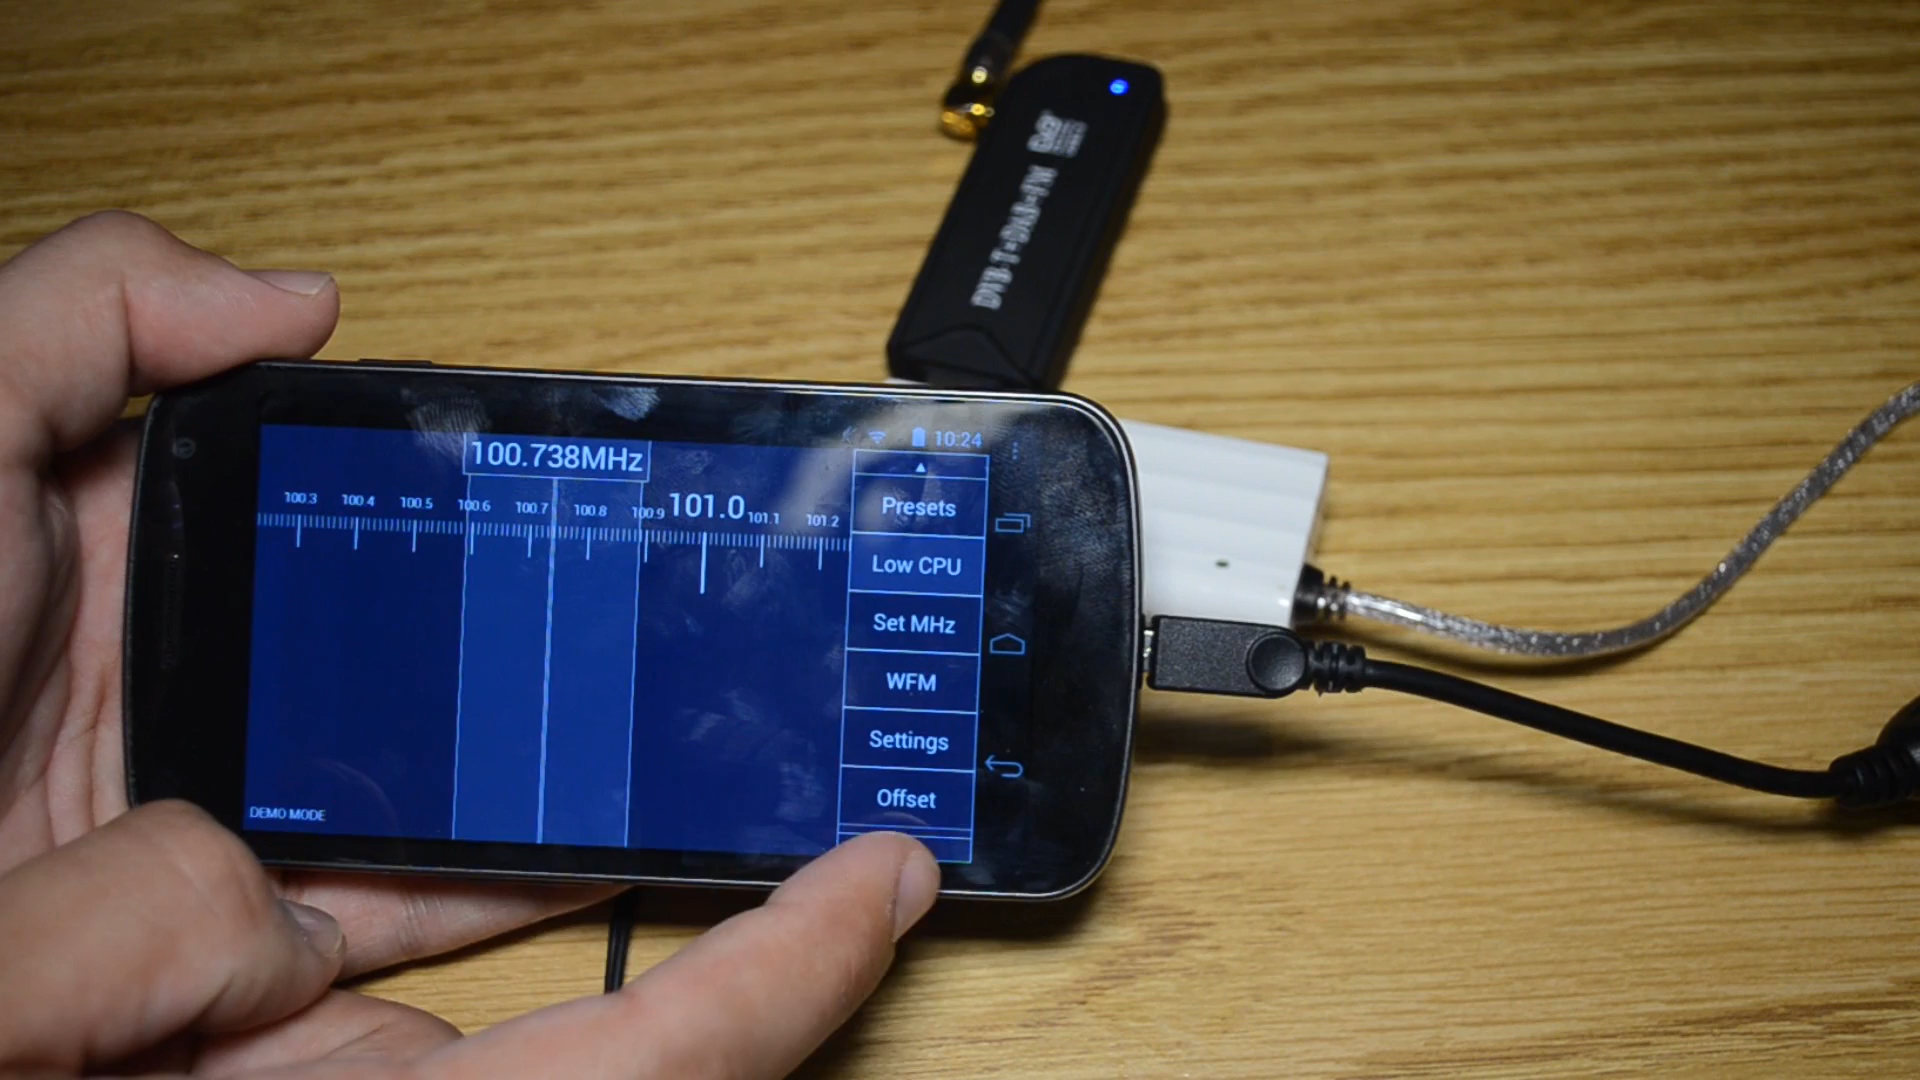 DVB-T+DAB+FM
10:24
100.738MHz
100.3 100.4 100.5 100.6 100.7 100.8 100.9 101.0 101.1 101.2
Presets
Low CPU
Set MHz
WFM
Settings
Offset
DEMO MODE